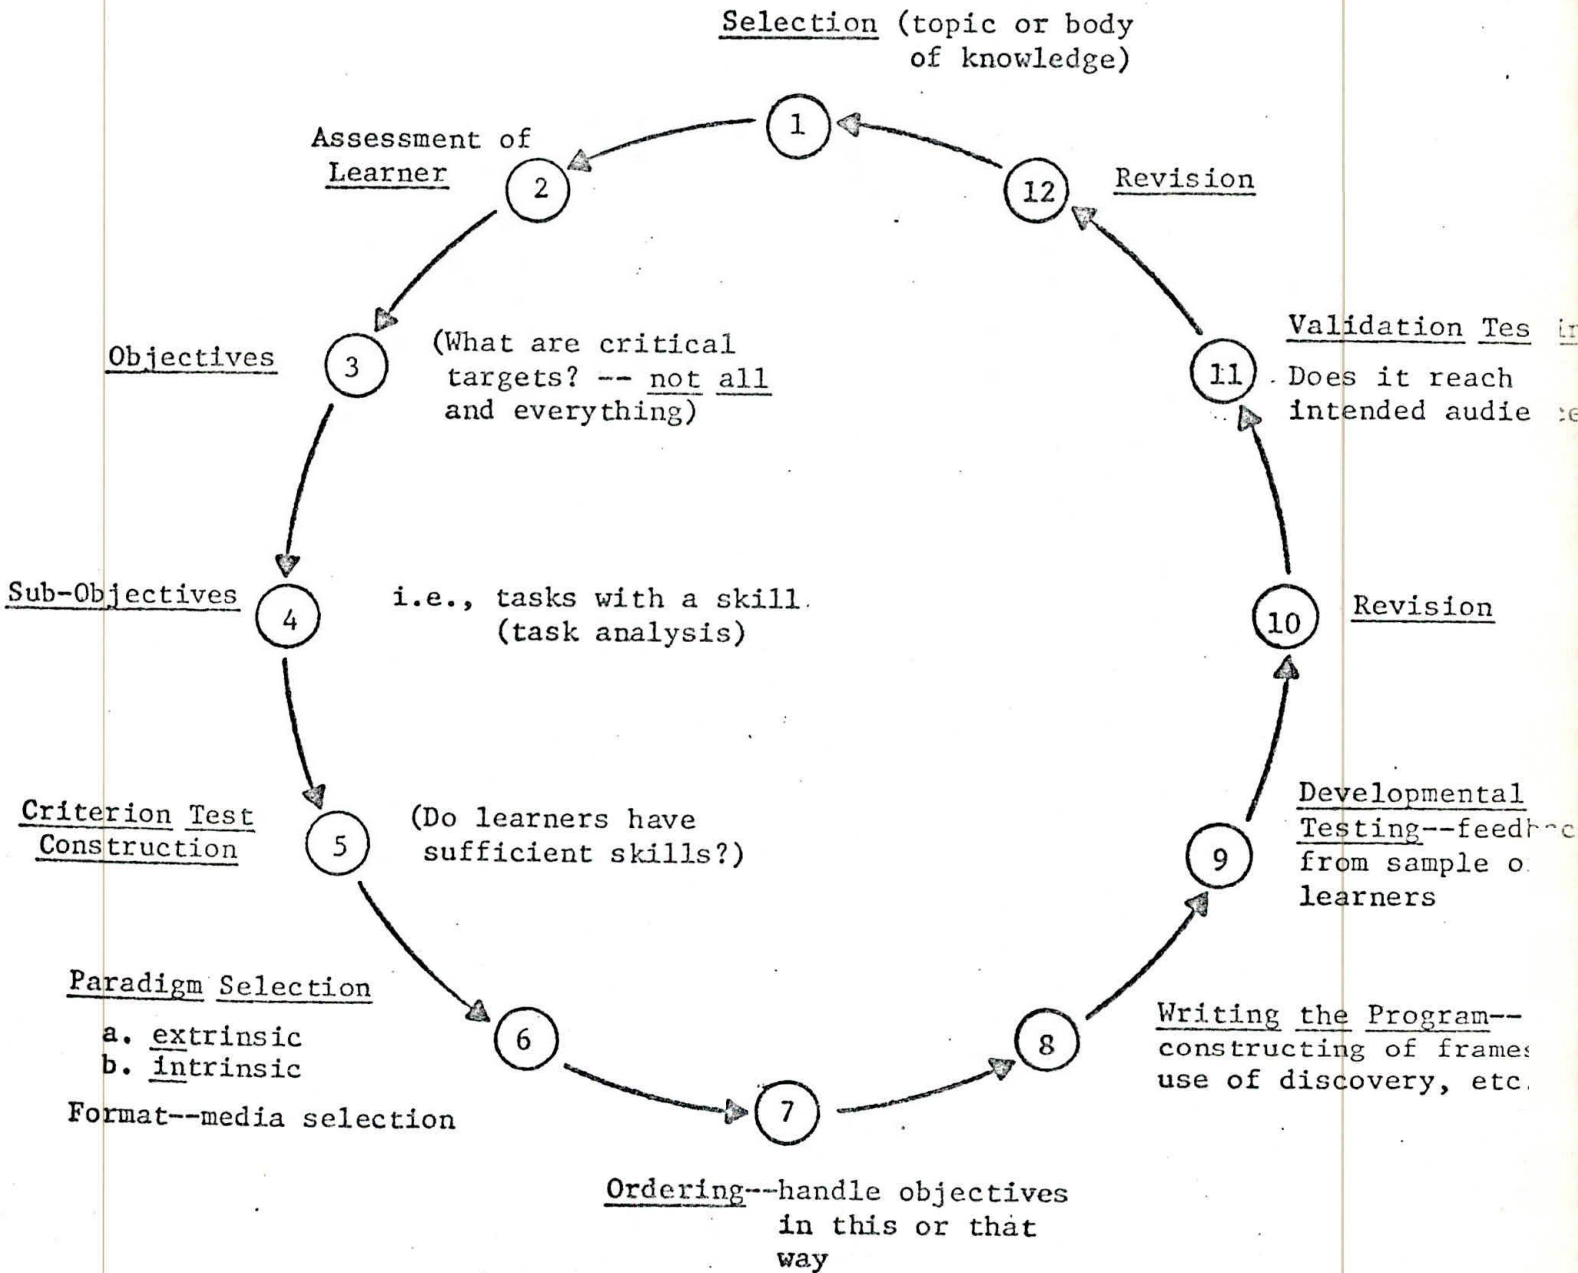 Selection (topic or body
of knowledge)
1
Assessment of
Learner
2
Objectives
3
(What are critical
targets? -- not all
and everything)
Sub-Objectives
4
i.e., tasks with a skill.
(task analysis)
Criterion Test
Construction
5
(Do learners have
sufficient skills?)
Paradigm Selection
a. extrinsic
b. intrinsic
Format--media selection
6
7
Ordering--handle objectives
in this or that
way
8
Writing the Program--
constructing of frames
use of discovery, etc.
9
Developmental
Testing--
from sample
learners
10
Revision
11
Validation
Does it reach
intended
12
Revision